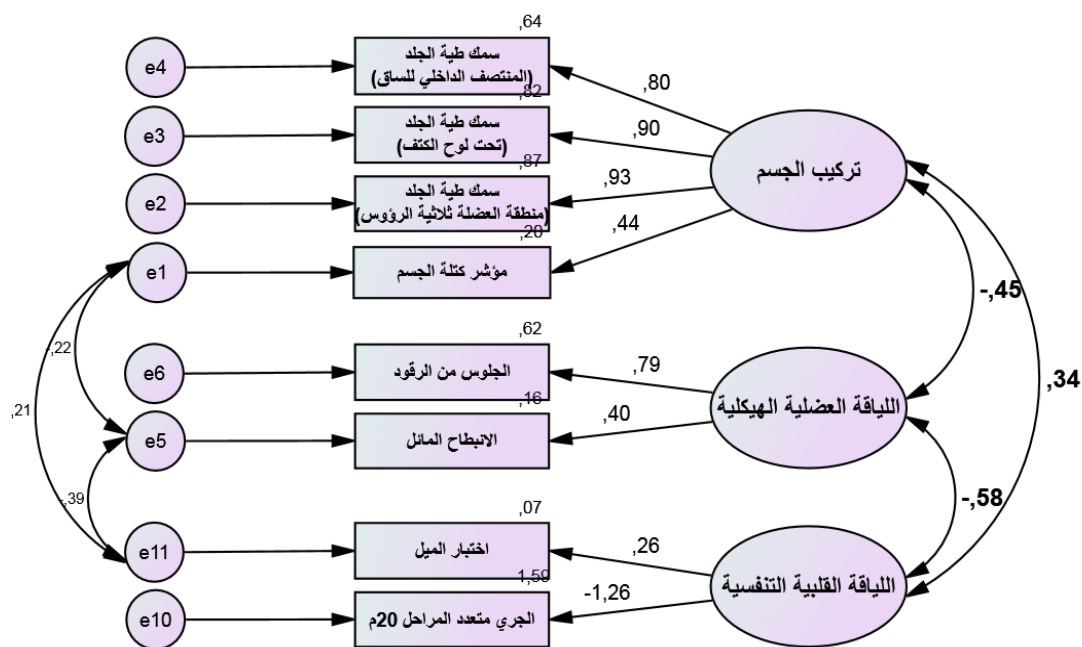 ,64
e4
سمك طية الجلد
(المنتصف الداخلي للساق)
,80
,82
e3
سمك طية الجلد
(تحت لوح الكتف)
,90
تركيب الجسم
,87
e2
سمك طية الجلد
(منطقة العضلة ثلاثية الرؤوس)
,93
,20
e1
مؤشر كتلة الجسم
,44
-,45
,62
-,22
e6
الجلوس من الرقود
,79
,34
اللياقة العضلية الهيكلية
,16
,21
e5
الانبطاح المائل
,40
-,39
-,58
,07
e11
اختبار الميل
,26
اللياقة القلبية التنفسية
1,59
e10
الجري متعدد المراحل 20م
-1,26